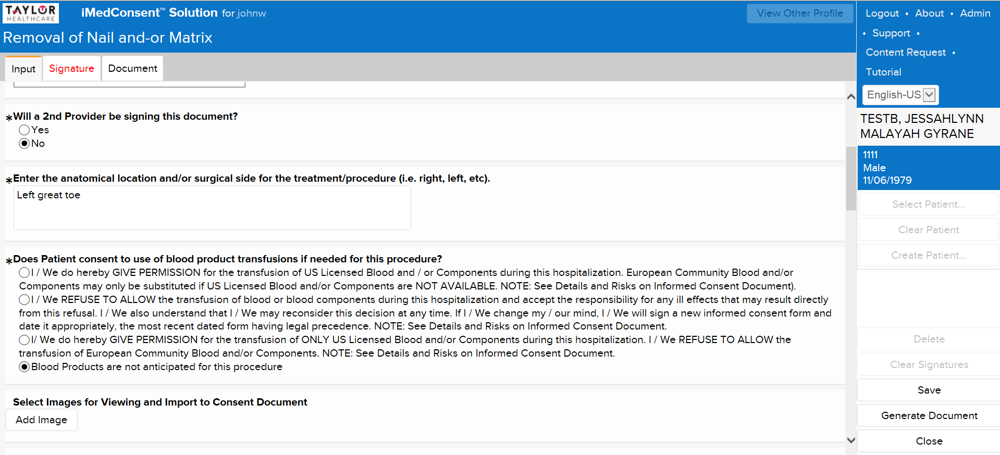 TAYLOR
HEALTHCARE
iMedConsent™ Solution for johnw
View Other Profile
Removal of Nail and-or Matrix
Logout • About • Admin
• Support •
Content Request •
Tutorial
English-US
Input
Signature
Document
TESTB, JESSAHLYNN
MALAYAH GYRANE
1111
Male
11/06/1979
Select Patient...
Clear Patient
Create Patient...
Delete
Clear Signatures
Save
Generate Document
Close
*Will a 2nd Provider be signing this document?
Yes
No
*Enter the anatomical location and/or surgical side for the treatment/procedure (i.e. right, left, etc).
Left great toe
*Does Patient consent to use of blood product transfusions if needed for this procedure?
I / We do hereby GIVE PERMISSION for the transfusion of US Licensed Blood and / or Components during this hospitalization. European Community Blood and/or
Components may only be substituted if US Licensed Blood and/or Components are NOT AVAILABLE. NOTE: See Details and Risks on Informed Consent Document).
I / We REFUSE TO ALLOW the transfusion of blood or blood components during this hospitalization and accept the responsibility for any ill effects that may result directly
from this refusal. I / We also understand that I / We may reconsider this decision at any time. If I / We change my / our mind, I / We will sign a new informed consent form and
date it appropriately, the most recent dated form having legal precedence. NOTE: See Details and Risks on Informed Consent Document.
I/ We do hereby GIVE PERMISSION for the transfusion of ONLY US Licensed Blood and/or Components during this hospitalization. I / We REFUSE TO ALLOW the
transfusion of European Community Blood and/or Components. NOTE: See Details and Risks on Informed Consent Document.
Blood Products are not anticipated for this procedure
Select Images for Viewing and Import to Consent Document
Add Image